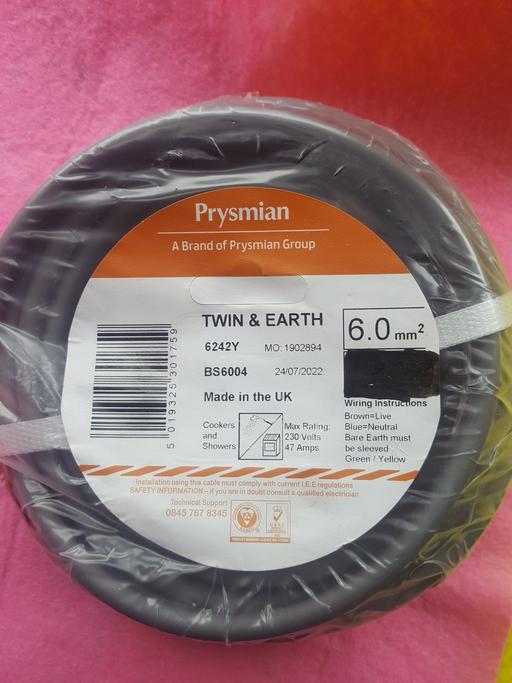 Prysmian
A Brand of Prysmian Group
TWIN & EARTH
6.0 mm²
6242Y MO: 1902894
BS6004 24/07/2022
Made in the UK
Wiring Instructions
Brown=Live
Blue=Neutral
Bare Earth must
be sleeved
Green / Yellow
Cookers
and
Showers
Max Rating:
230 Volts
47 Amps
5 019325 301759
Installation using this cable must comply with current I.E.E regulations
SAFETY INFORMATION – if you are in doubt consult a qualified electrician
Technical Support
0845 767 8345